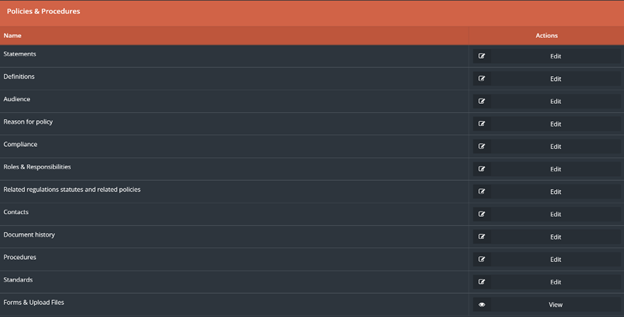 Policies & Procedures
Name Actions
Statements Edit
Definitions Edit
Audience Edit
Reason for policy Edit
Compliance Edit
Roles & Responsibilities Edit
Related regulations statutes and related policies Edit
Contacts Edit
Document history Edit
Procedures Edit
Standards Edit
Forms & Upload Files View